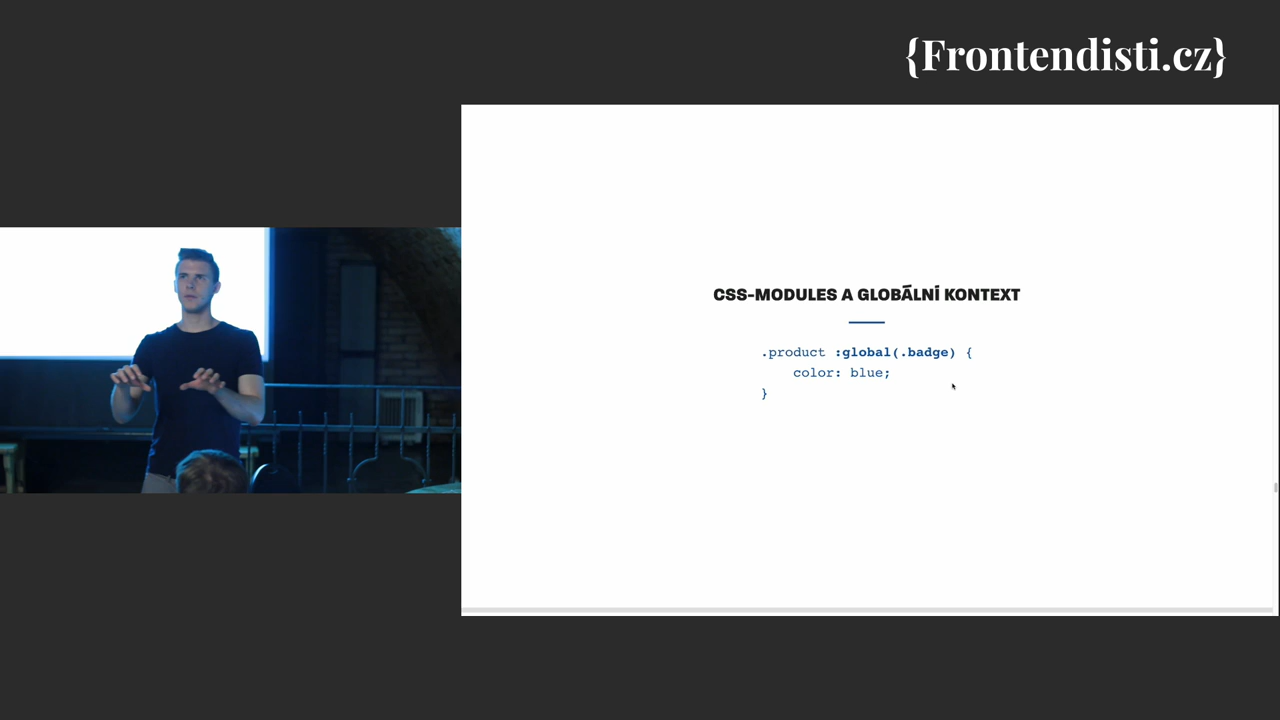 {Frontendisti.cz}
CSS-MODULES A GLOBÁLNÍ KONTEXT
.product :global(.badge) {
color: blue;
}